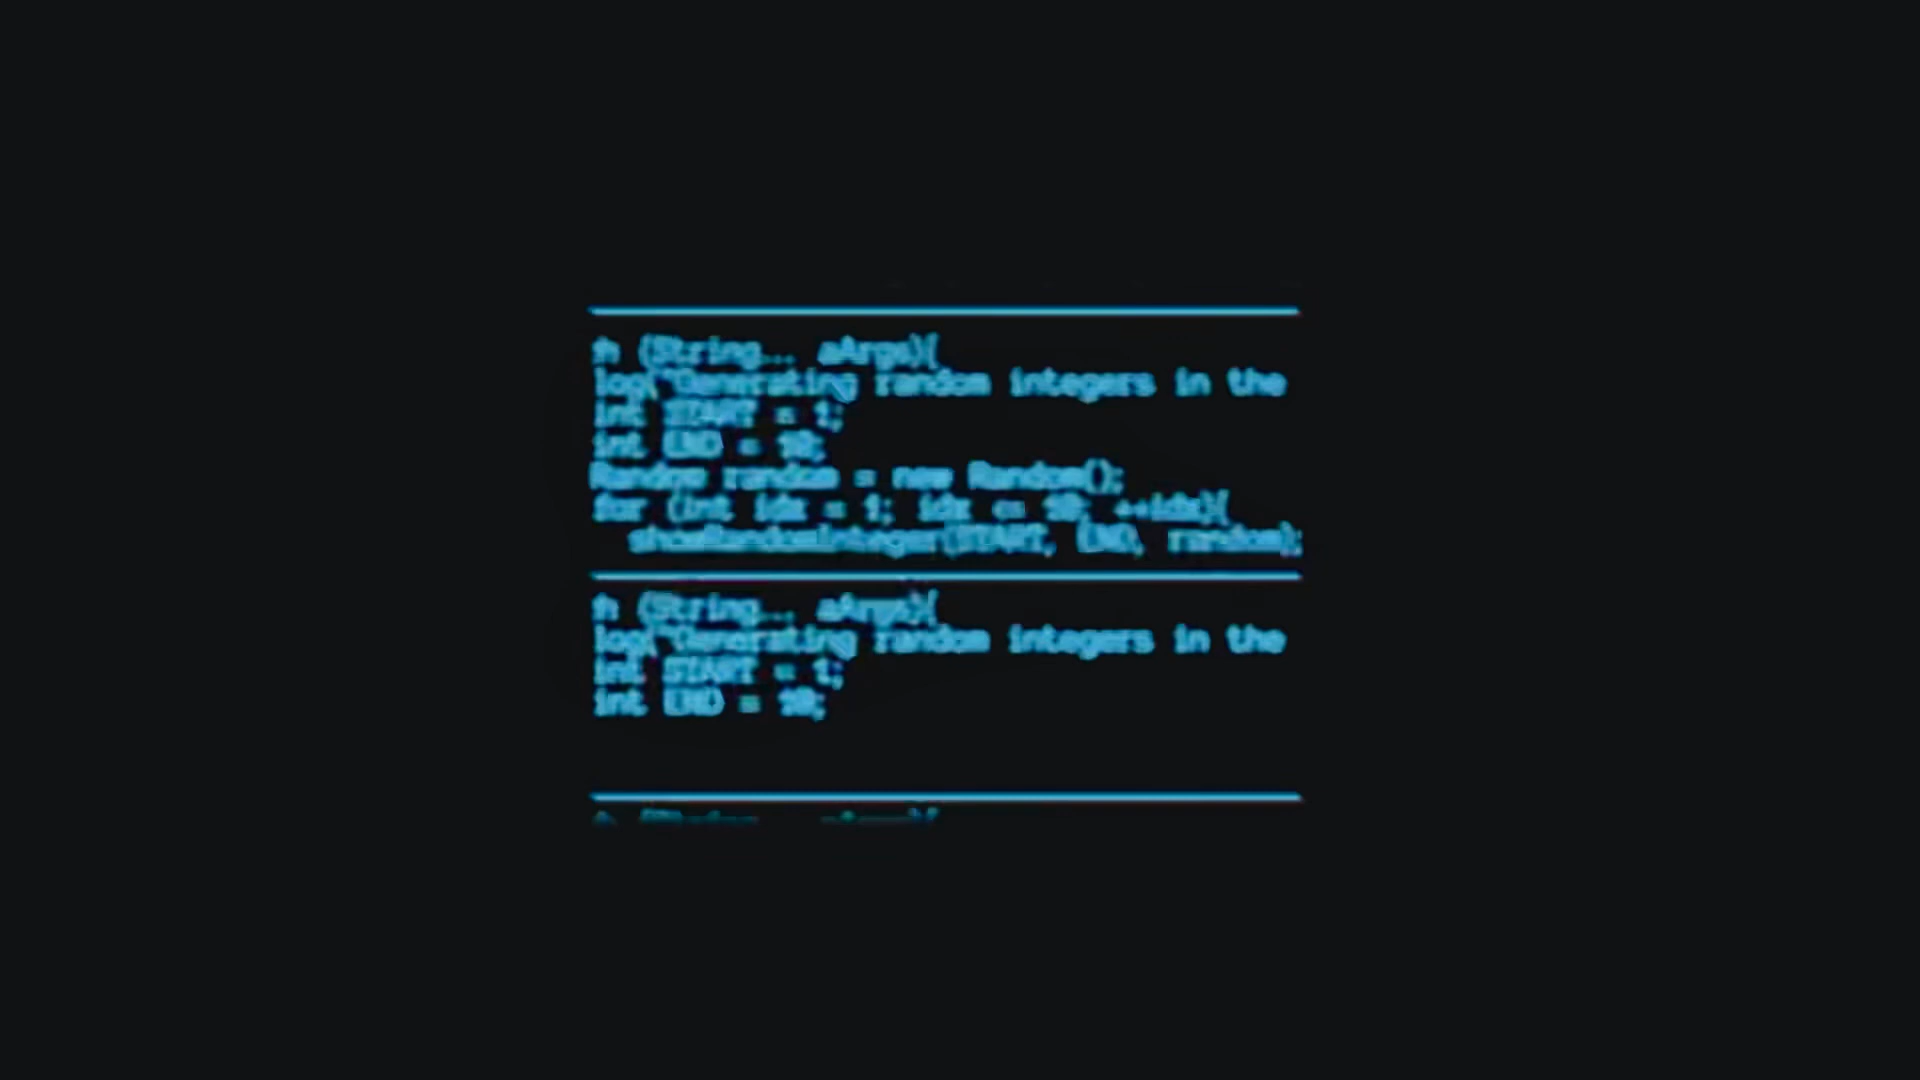 h (String... aArgs){
log("Generating random integers in the
int START = 1;
int END = 10;
Random random = new Random();
for (int idx = 1; idx <= 10; ++idx){
showRandomInteger(START, END, random);
h (String... aArgs){
log("Generating random integers in the
int START = 1;
int END = 10;